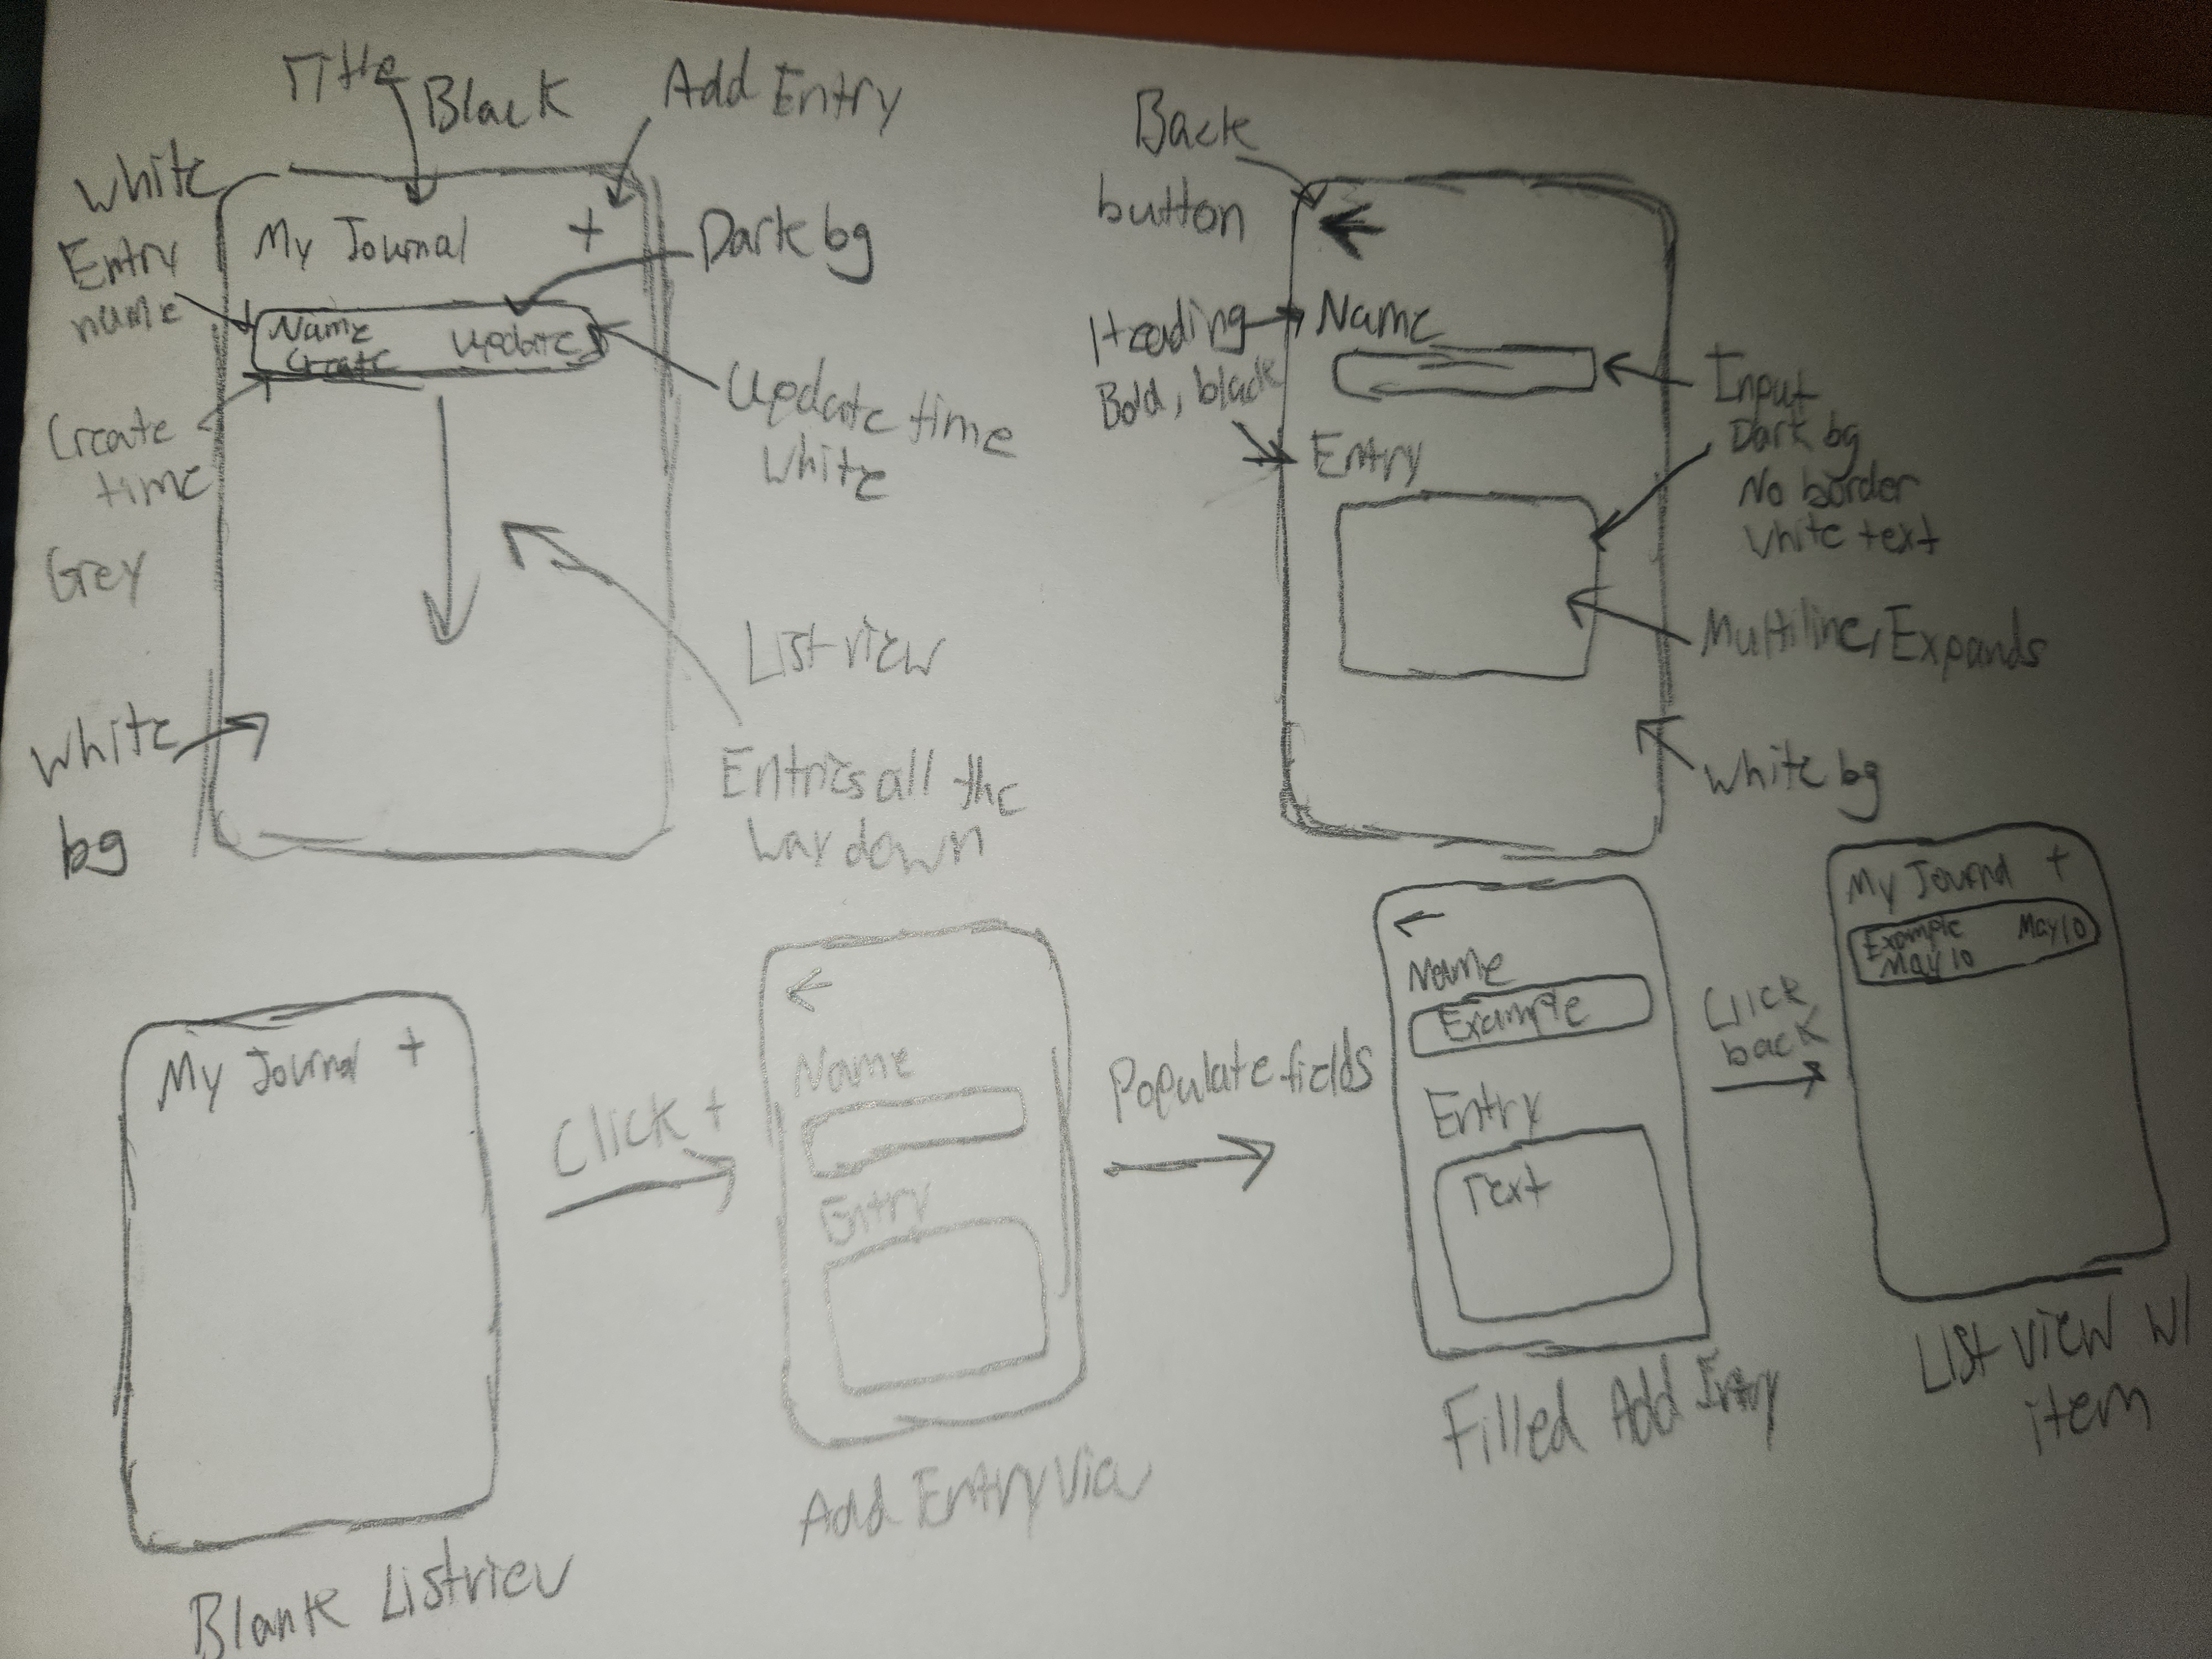 Title
Black
Add Entry
White
Entry
name
My Journal +
Dark bg
Name
Create
Update
Create
time
Grey
Update time
White
List view
Entries all the
way down
White
bg
Back
button
Heading
Bold, black
Name
Entry
Input
Dark bg
No border
White text
Multiline, Expands
White bg
My Journal +
Blank Listview
Click +
Name
Entry
Add Entry
Populate fields
Name
Example
Entry
Text
Filled Add Entry
Click
back
My Journal +
Example
May 10
May 10
List view w/
item